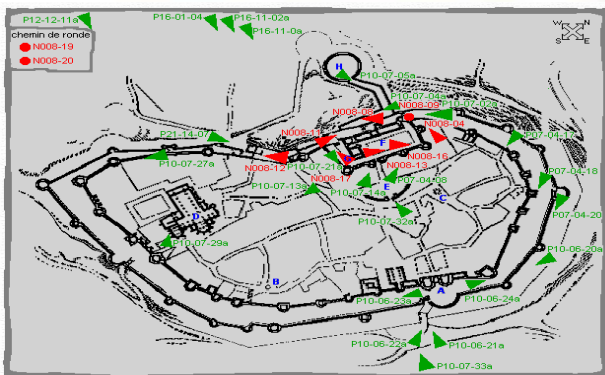 P12-12-11a
P16-01-04
P16-11-02a
P16-11-0a
chemin de ronde
N008-19
N008-20
W
N
S
E
H
P10-07-05a
P10-07-04a
N008-09
N008-08
P10-07-02a
N008-04
P21-14-07
N008-11
F
P07-04-17
P10-07-27a
N008-12
P10-07-21a
G
N008-16
N008-13
P07-04-18
N008-17
P10-07-13a
P10-07-14a
E
P07-04-08
C
P07-04-20
D
P10-07-32a
P10-07-29a
P10-06-20a
B
A
P10-06-23a
P10-06-24a
P10-06-22a
P10-06-21a
P10-07-33a